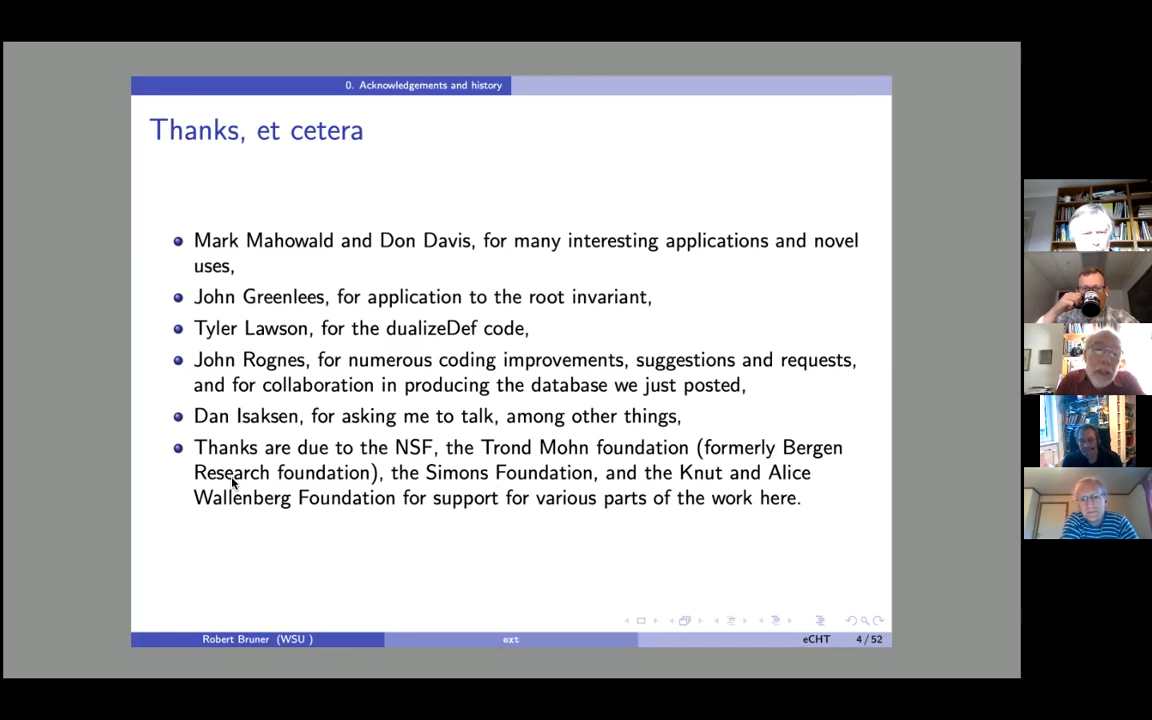 0. Acknowledgements and history
Thanks, et cetera
Mark Mahowald and Don Davis, for many interesting applications and novel
uses,
John Greenlees, for application to the root invariant,
Tyler Lawson, for the dualizeDef code,
John Rognes, for numerous coding improvements, suggestions and requests,
and for collaboration in producing the database we just posted,
Dan Isaksen, for asking me to talk, among other things,
Thanks are due to the NSF, the Trond Mohn foundation (formerly Bergen
Research foundation), the Simons Foundation, and the Knut and Alice
Wallenberg Foundation for support for various parts of the work here.
Robert Bruner (WSU ) ext eCHT 4 / 52